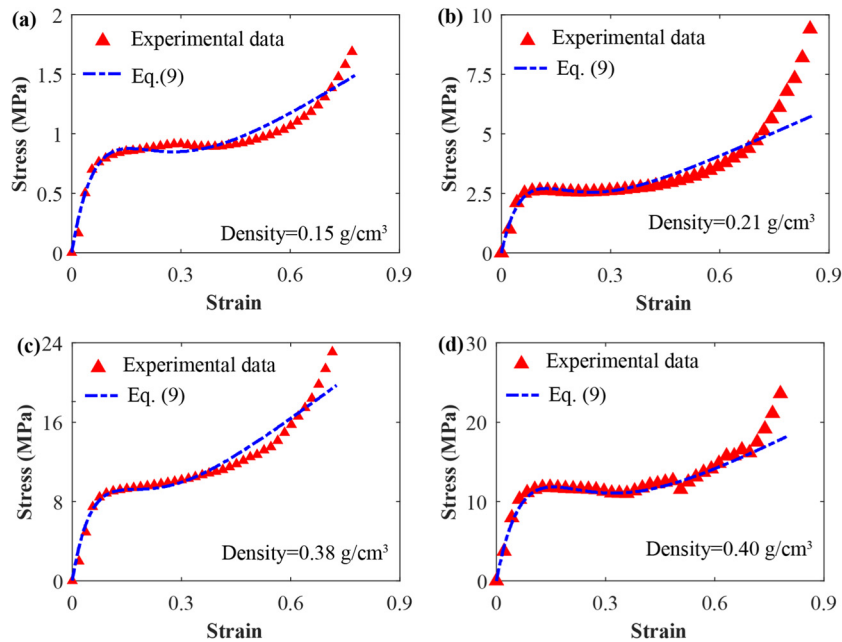 (a)
2
1.5
1
0.5
0
Stress (MPa)
Experimental data
Eq.(9)
Density=0.15 g/cm³
0 0.3 0.6 0.9
Strain
(b)
10
7.5
5
2.5
0
Stress (MPa)
Experimental data
Eq. (9)
Density=0.21 g/cm³
0 0.3 0.6 0.9
Strain
(c)
24
16
8
0
Stress (MPa)
Experimental data
Eq. (9)
Density=0.38 g/cm³
0 0.3 0.6 0.9
Strain
(d)
30
20
10
0
Stress (MPa)
Experimental data
Eq. (9)
Density=0.40 g/cm³
0 0.3 0.6 0.9
Strain